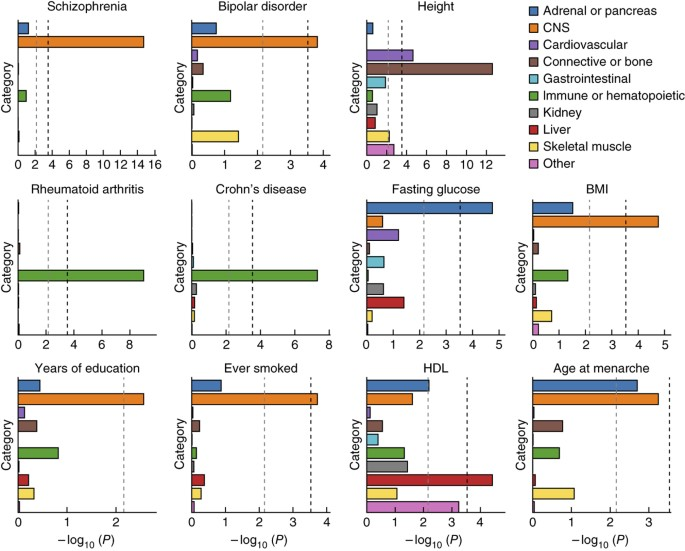 Schizophrenia
Category
0 2 4 6 8 10 12 14 16
Bipolar disorder
Category
0 1 2 3 4
Height
Category
0 2 4 6 8 10 12
Adrenal or pancreas
CNS
Cardiovascular
Connective or bone
Gastrointestinal
Immune or hematopoietic
Kidney
Liver
Skeletal muscle
Other
Rheumatoid arthritis
Category
0 2 4 6 8
Crohn's disease
Category
0 2 4 6 8
Fasting glucose
Category
0 1 2 3 4 5
BMI
Category
0 1 2 3 4 5
Years of education
Category
0 1 2
−log10 (P)
Ever smoked
Category
0 1 2 3 4
−log10 (P)
HDL
Category
0 1 2 3 4
−log10 (P)
Age at menarche
Category
0 1 2 3
−log10 (P)